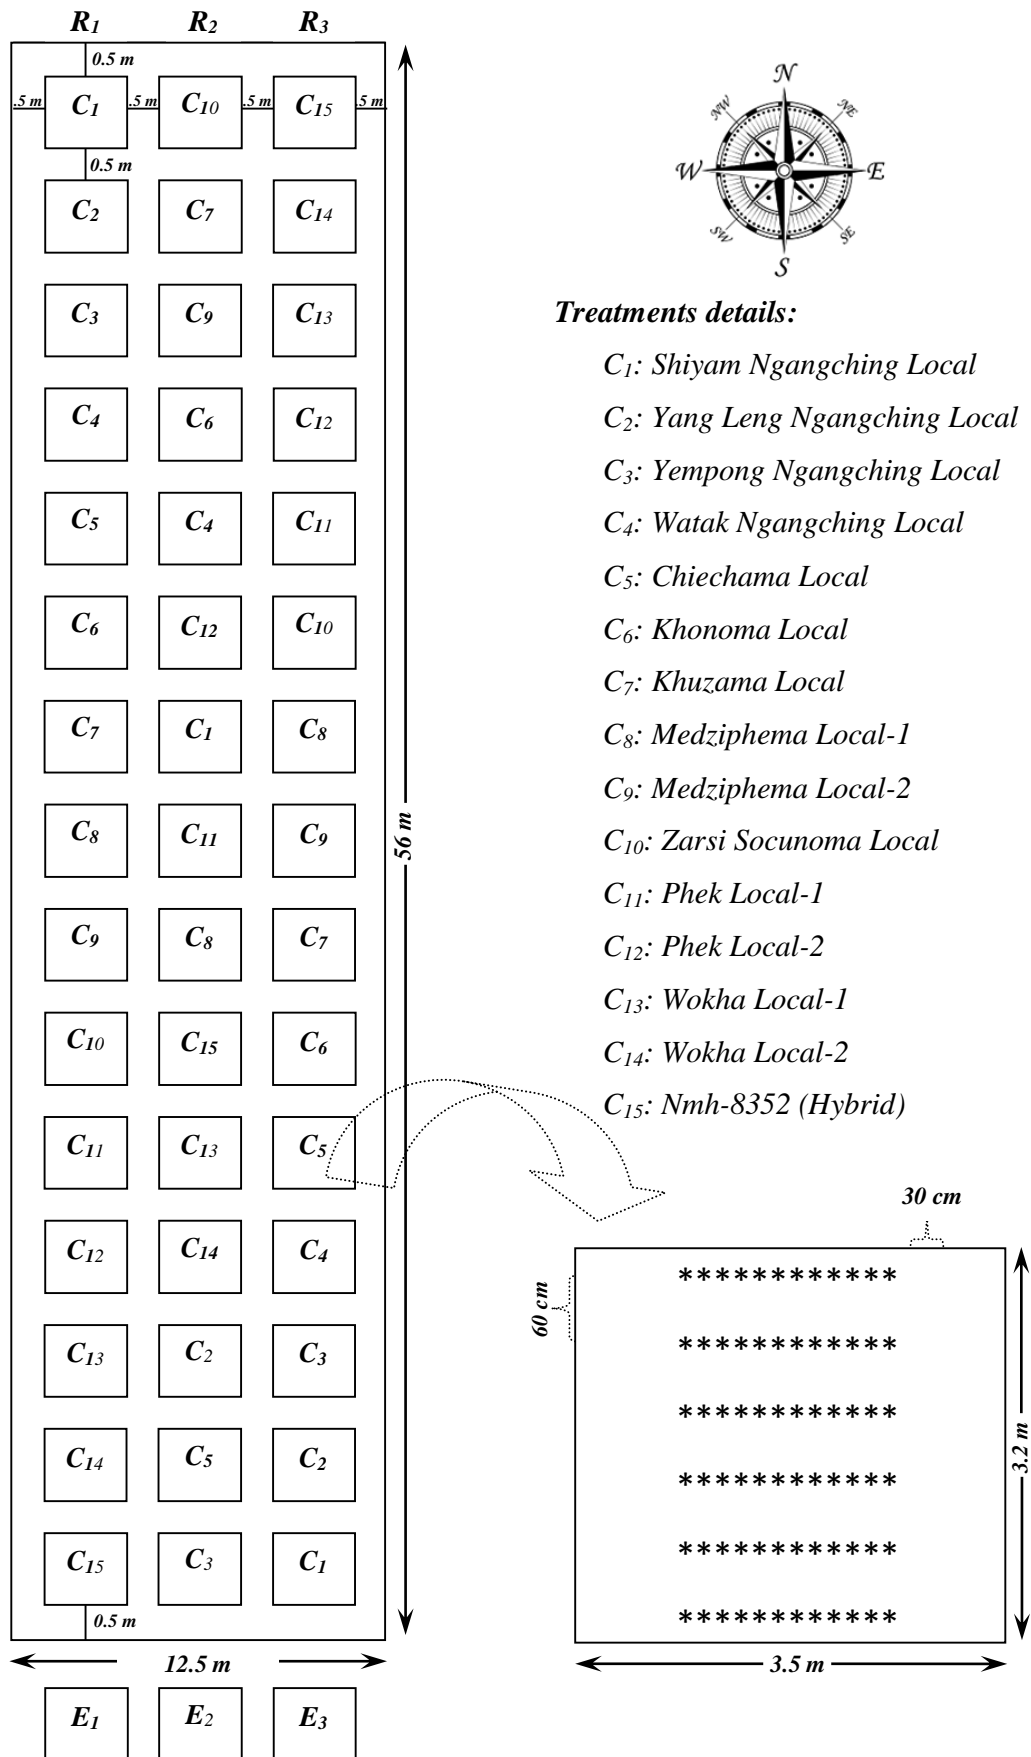 R1 R2 R3
0.5 m
.5 m C1 .5 m C10 .5 m C15 .5 m
0.5 m
C2 C7 C14
C3 C9 C13
C4 C6 C12
C5 C4 C11
C6 C12 C10
C7 C1 C8
C8 C11 C9
C9 C8 C7
C10 C15 C6
C11 C13 C5
C12 C14 C4
C13 C2 C3
C14 C5 C2
C15 C3 C1
0.5 m
56 m
12.5 m
E1 E2 E3
N
NW NE
W E
SW SE
S
Treatments details:
C1: Shiyam Ngangching Local
C2: Yang Leng Ngangching Local
C3: Yempong Ngangching Local
C4: Watak Ngangching Local
C5: Chiechama Local
C6: Khonoma Local
C7: Khuzama Local
C8: Medziphema Local-1
C9: Medziphema Local-2
C10: Zarsi Socunoma Local
C11: Phek Local-1
C12: Phek Local-2
C13: Wokha Local-1
C14: Wokha Local-2
C15: Nmh-8352 (Hybrid)
30 cm
60 cm
************
************
************
************
************
************
3.2 m
3.5 m